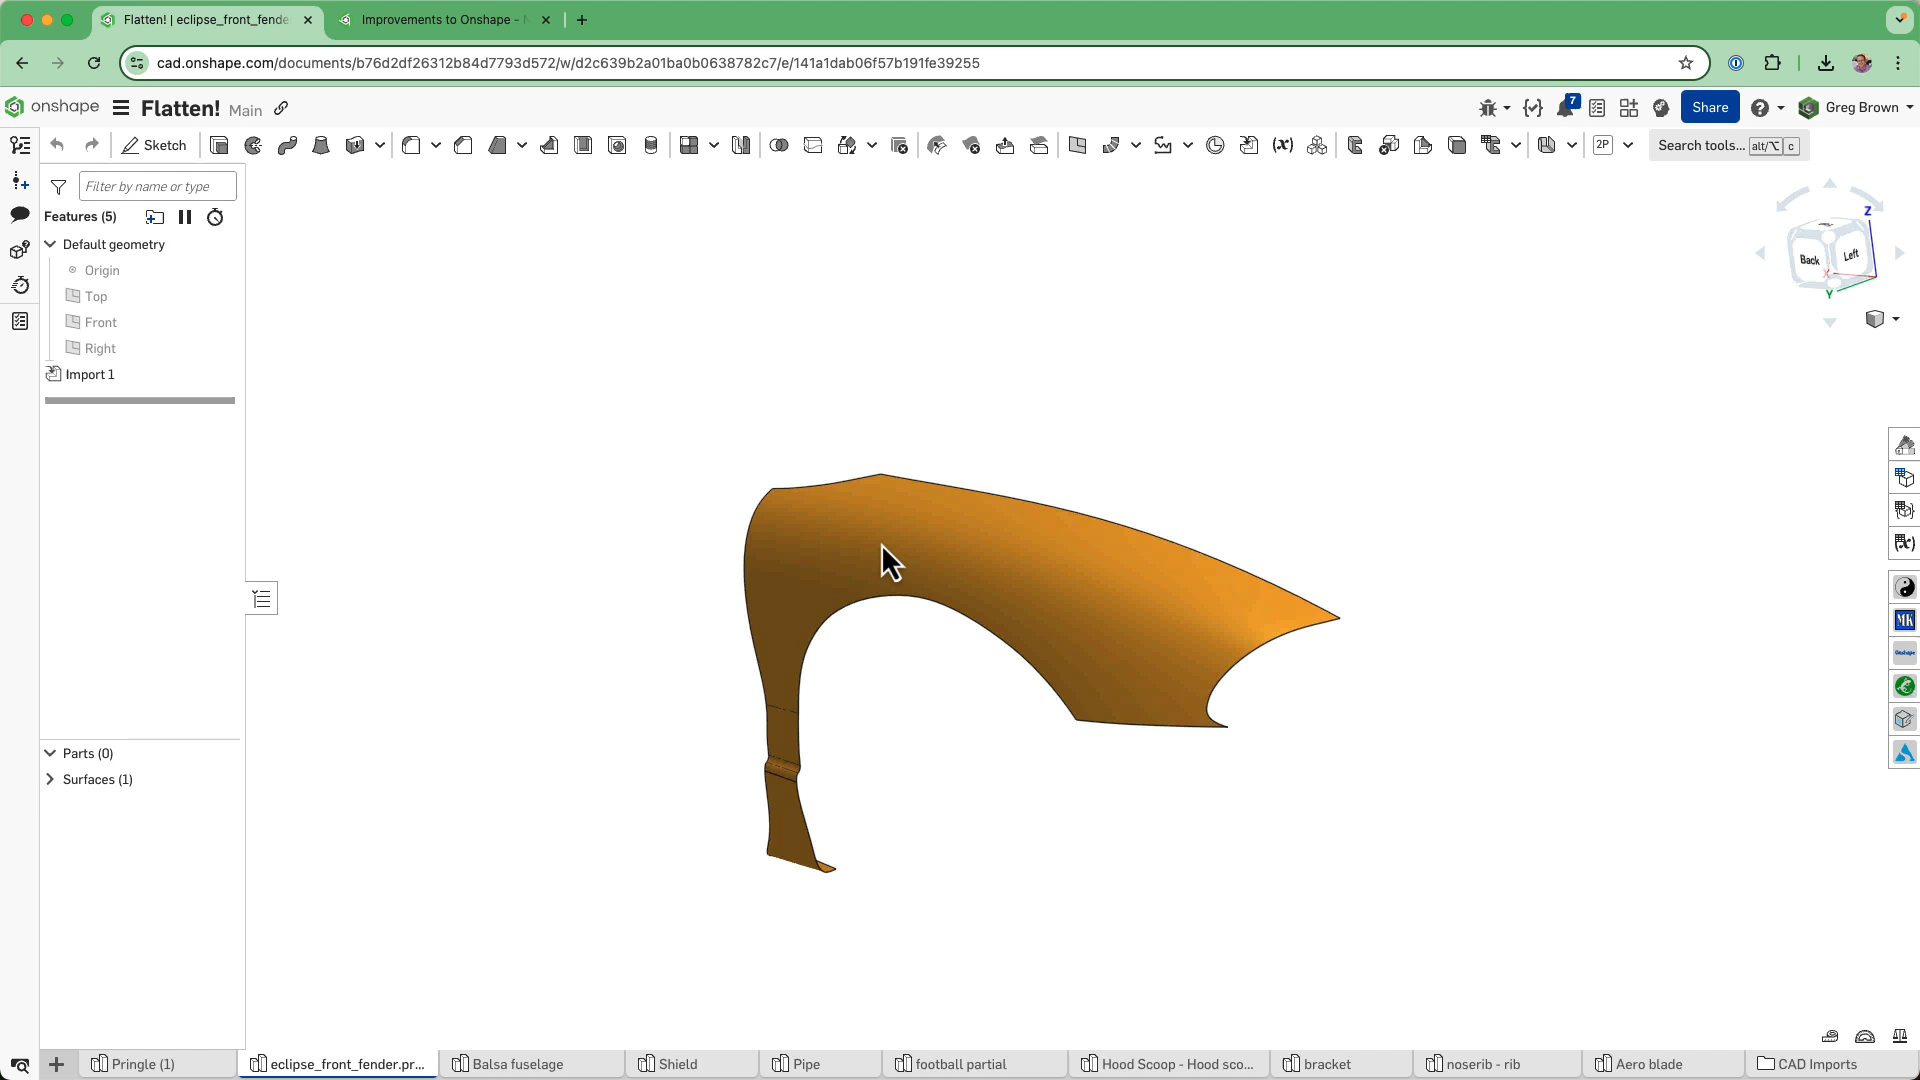 Flatten! | eclipse_front_fende
Improvements to Onshape -
cad.onshape.com/documents/b76d2df26312b84d7793d572/w/d2c639b2a01ba0b0638782c7/e/141a1dab06f57b191fe39255
onshape
Flatten! Main
7
Share
Greg Brown
Sketch
(x)
2P
Search tools... alt/⌥ c
Filter by name or type
Features (5)
Default geometry
Origin
Top
Front
Right
Import 1
Z
Back
Left
X
Y
(x)
MK
Onshape
Parts (0)
Surfaces (1)
Pringle (1)
eclipse_front_fender.pr...
Balsa fuselage
Shield
Pipe
football partial
Hood Scoop - Hood sco...
bracket
noserib - rib
Aero blade
CAD Imports